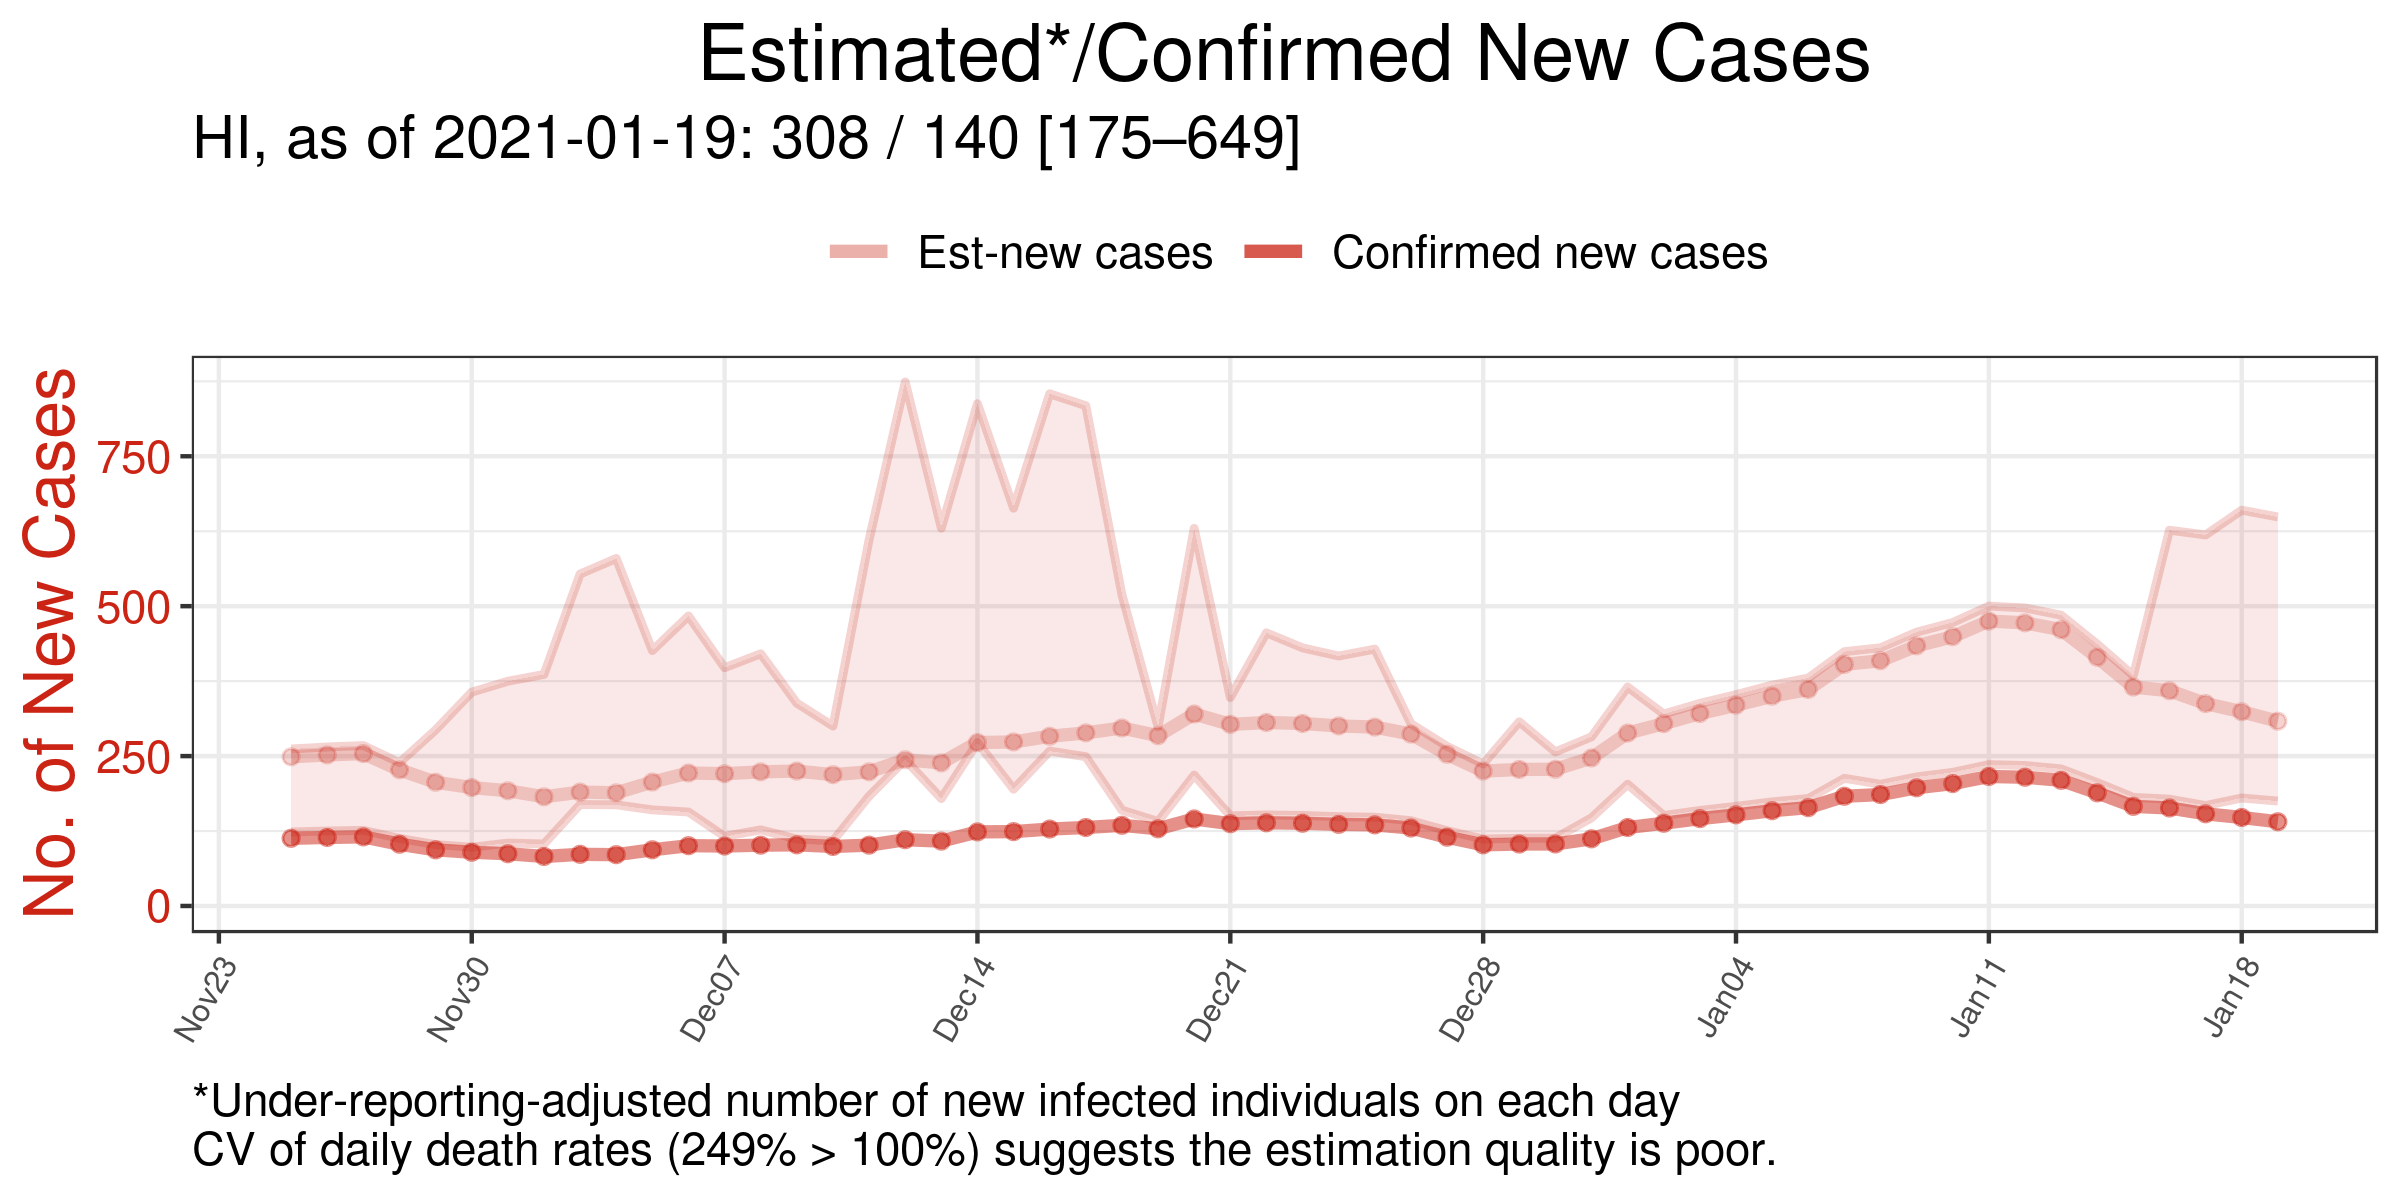 Estimated*/Confirmed New Cases
HI, as of 2021-01-19: 308 / 140 [175–649]
Est-new cases
Confirmed new cases
No. of New Cases
750
500
250
0
Nov23
Nov30
Dec07
Dec14
Dec21
Dec28
Jan04
Jan11
Jan18
*Under-reporting-adjusted number of new infected individuals on each day
CV of daily death rates (249% > 100%) suggests the estimation quality is poor.